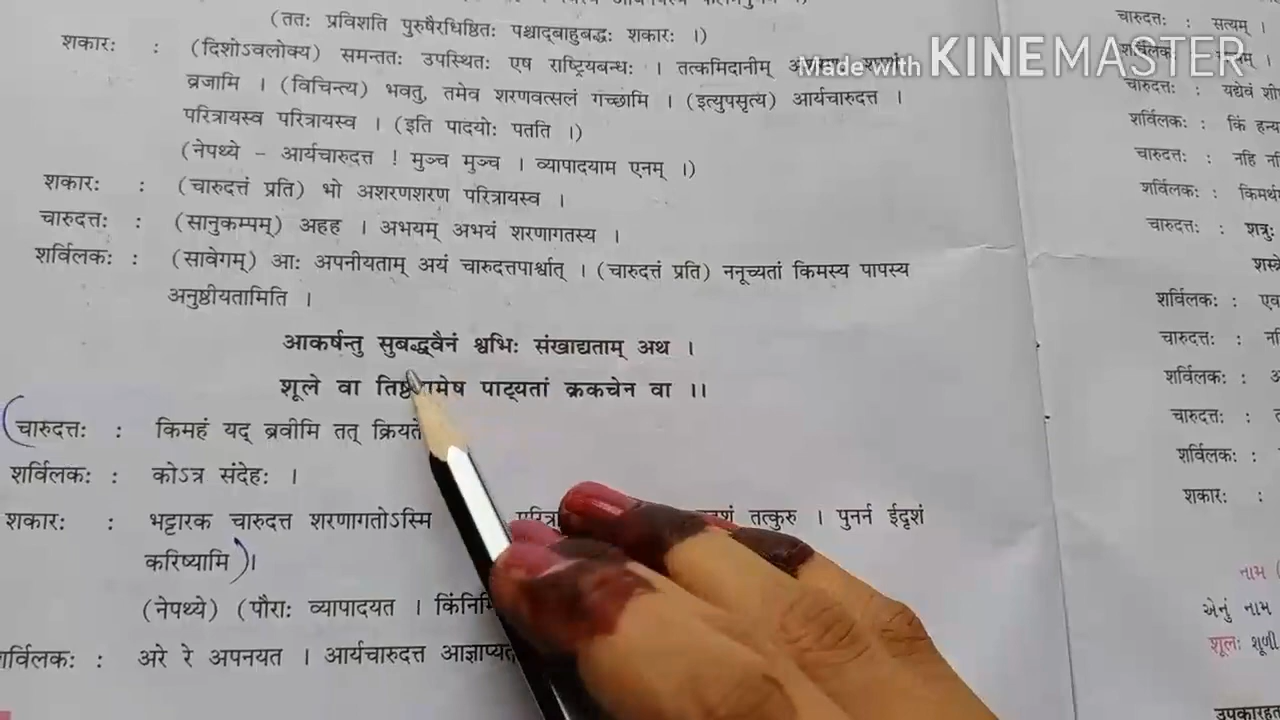 (ततः प्रविशति पुरुषैरधिष्ठितः पश्चाद्बाहुबद्धः शकारः ।)
शकारः : (दिशोऽवलोक्य) समन्ततः उपस्थितः एष राष्ट्रियबन्धः । तत्कमिदानीम्
व्रजामि । (विचिन्त्य) भवतु, तमेव शरणवत्सलं गच्छामि । (इत्युपसृत्य) आर्यचारुदत्त ।
परित्रायस्व परित्रायस्व । (इति पादयोः पतति ।)
(नेपथ्ये - आर्यचारुदत्त ! मुञ्च मुञ्च । व्यापादयाम एनम् ।)
शकारः : (चारुदत्तं प्रति) भो अशरणशरण परित्रायस्व ।
चारुदत्तः : (सानुकम्पम्) अहह । अभयम् अभयं शरणागतस्य ।
शर्विलकः : (सावेगम्) आः अपनीयताम् अयं चारुदत्तपार्श्वात् । (चारुदत्तं प्रति) ननूच्यतां किमस्य पापस्य
अनुष्ठीयतामिति ।
आकर्षन्तु सुबद्ध्वैनं श्वभिः संखाद्यताम् अथ ।
शूले वा पाट्यतां क्रकचेन वा ।।
चारुदत्तः : किमहं यद् ब्रवीमि तत्
शर्विलकः : कोऽत्र संदेहः ।
शकारः : भट्टारक चारुदत्त शरणागतोऽस्मि तत्कुरु । पुनर्न ईदृशं
करिष्यामि ।
(नेपथ्ये) (पौराः व्यापादयत ।
शर्विलकः : अरे रे अपनयत । आर्यचारुदत्त
चारुदत्तः : सत्यम् ।
शर्विलकः :
चारुदत्तः : यद्येवं
शर्विलकः : किं
चारुदत्तः : नहि
शर्विलकः :
चारुदत्तः : शत्रुः
शर्विलकः :
चारुदत्तः :
शर्विलकः :
चारुदत्तः :
शर्विलकः :
शकारः :
નામ
એનું નામ
શૂલઃ શૂળી
Made with KINEMASTER